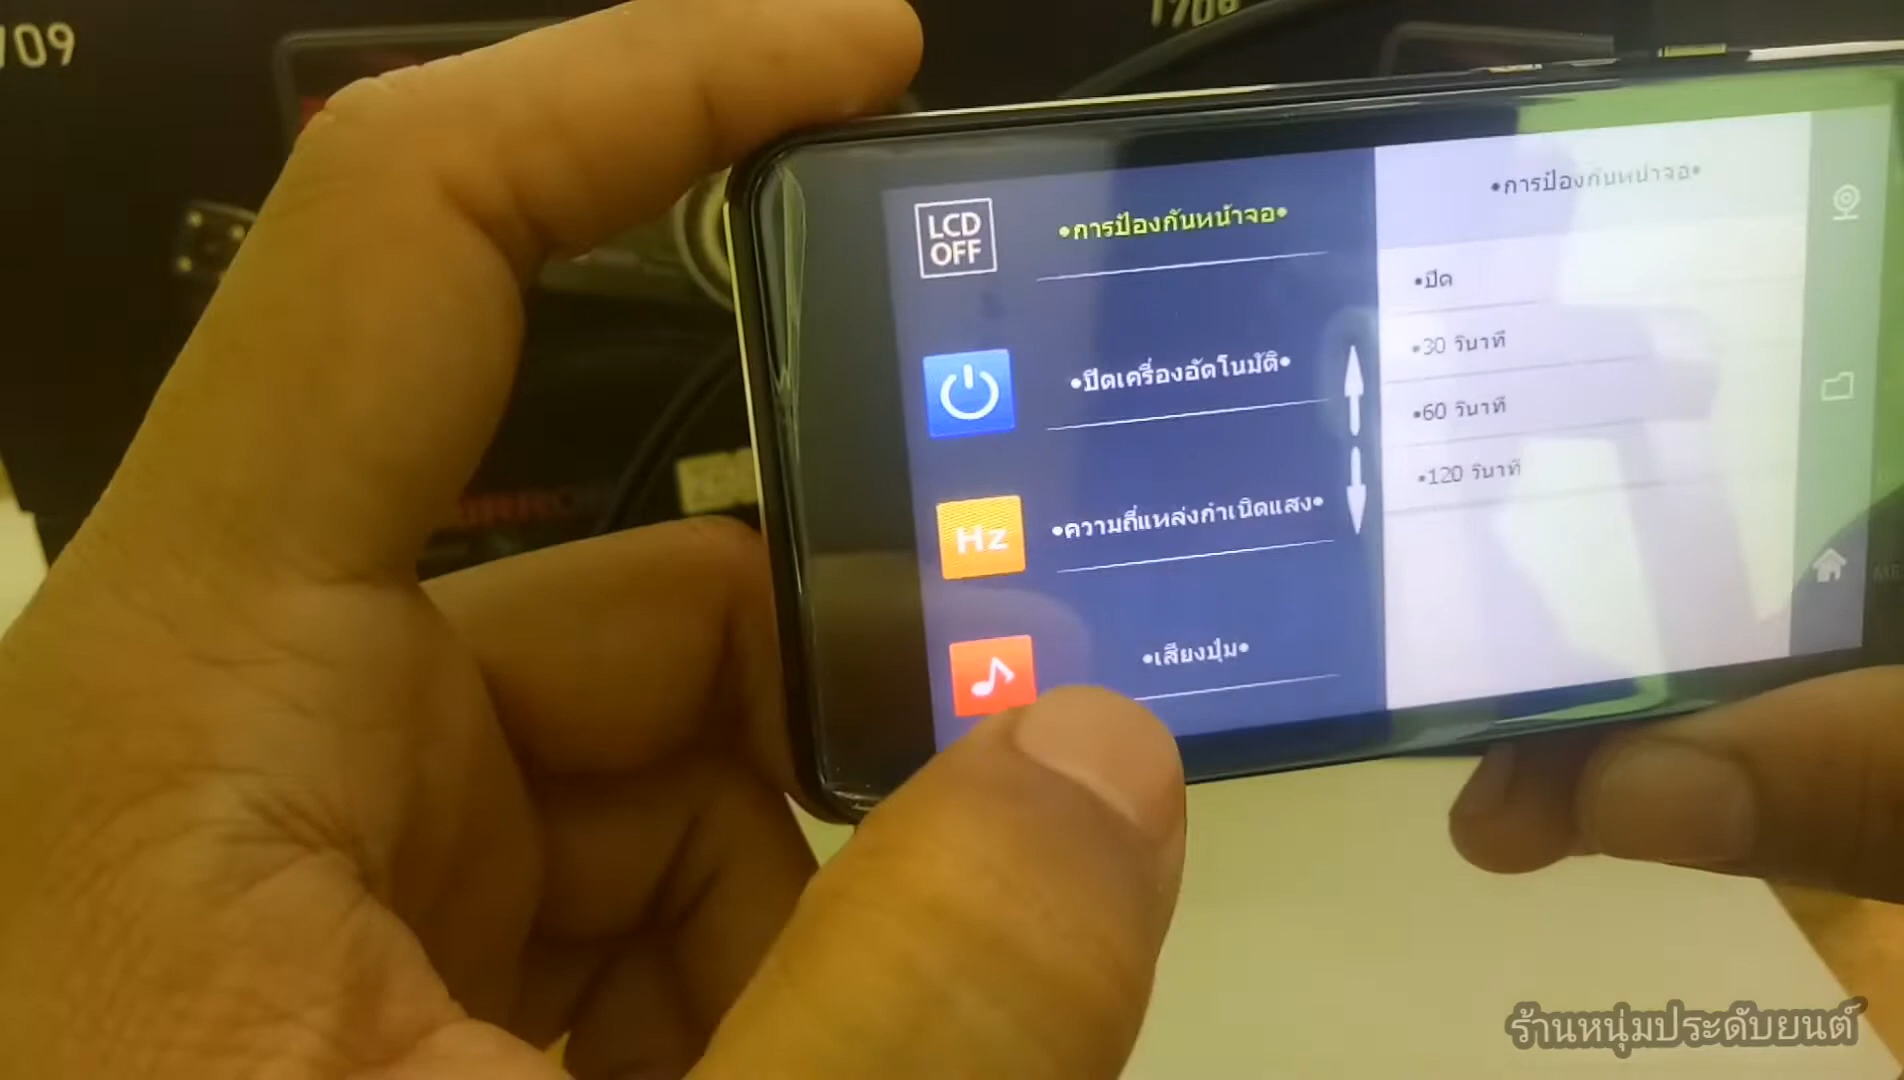 LCD
OFF
•การป้องกันหน้าจอ•
•ปิดเครื่องอัตโนมัติ•
Hz
•ความถี่แหล่งกำเนิดแสง•
•เสียงปุ่ม•
•การป้องกันหน้าจอ•
•ปิด
•30 วินาที
•60 วินาที
•120 วินาที
ร้านหนุ่มประดับยนต์